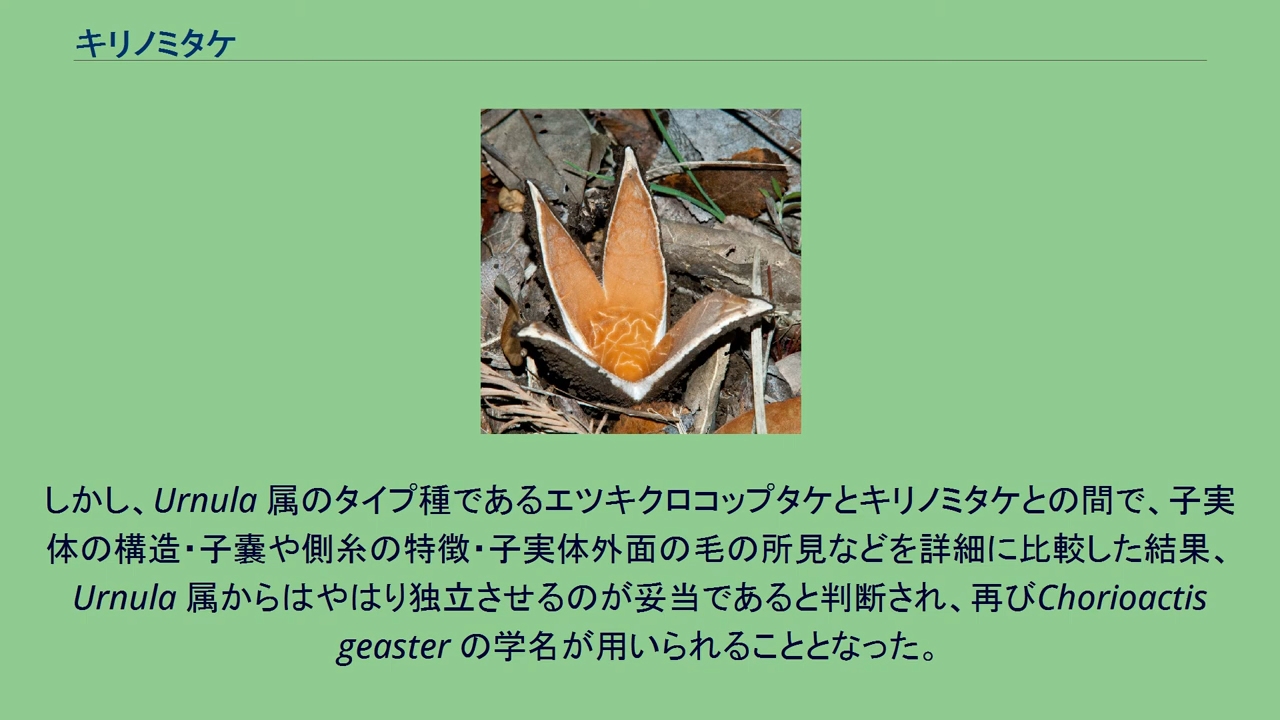 キリノミタケ
しかし、Urnula 属のタイプ種であるエツキクロコップタケとキリノミタケとの間で、子実
体の構造・子嚢や側糸の特徴・子実体外面の毛の所見などを詳細に比較した結果、
Urnula 属からはやはり独立させるのが妥当であると判断され、再びChorioactis
geaster の学名が用いられることとなった。